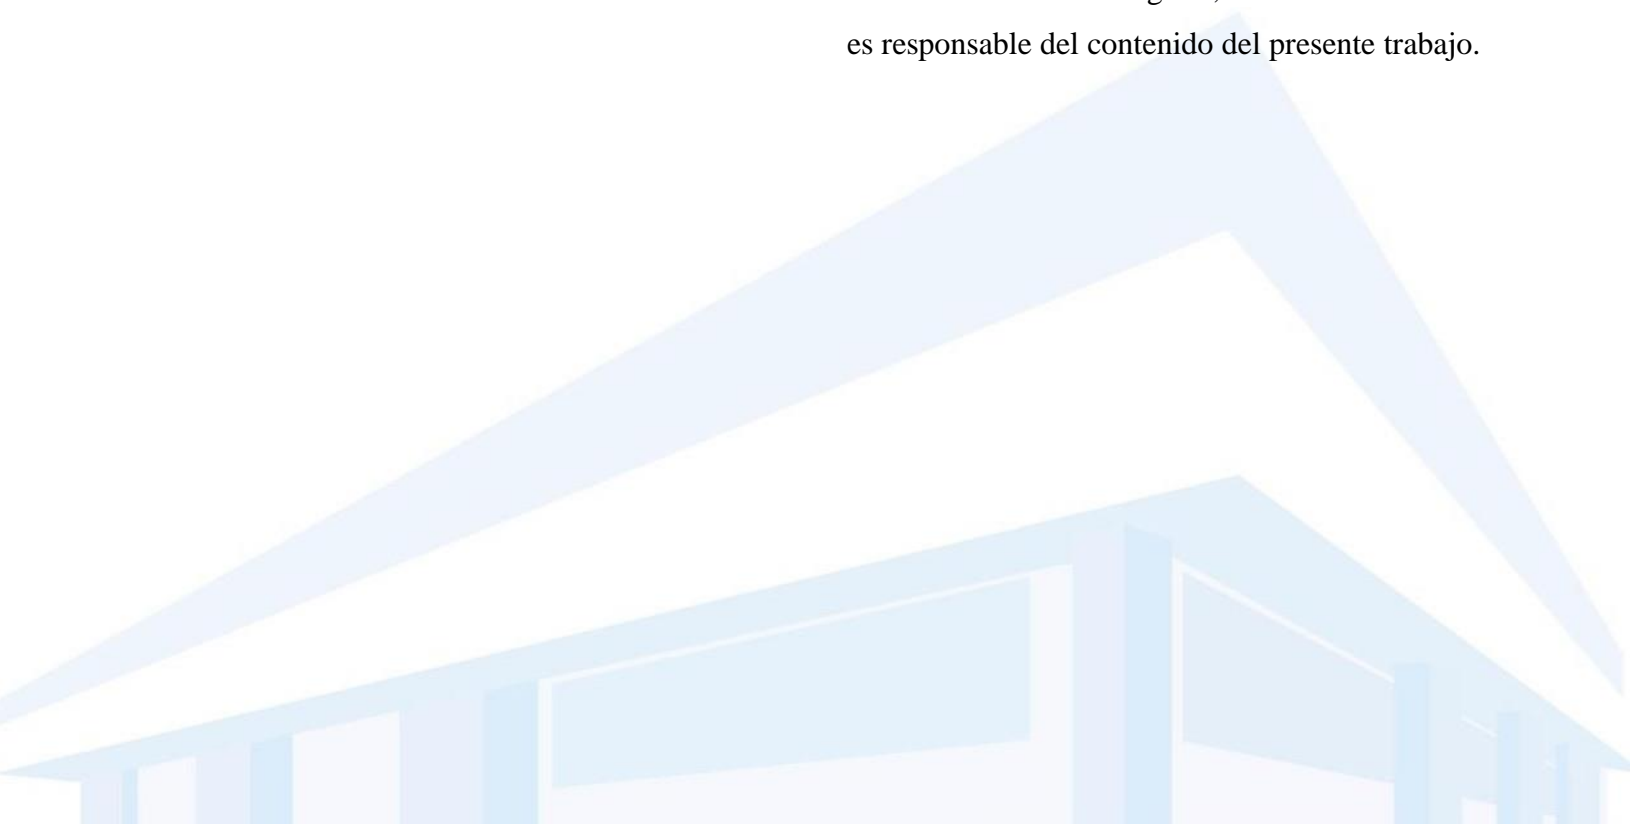 es responsable del contenido del presente trabajo.